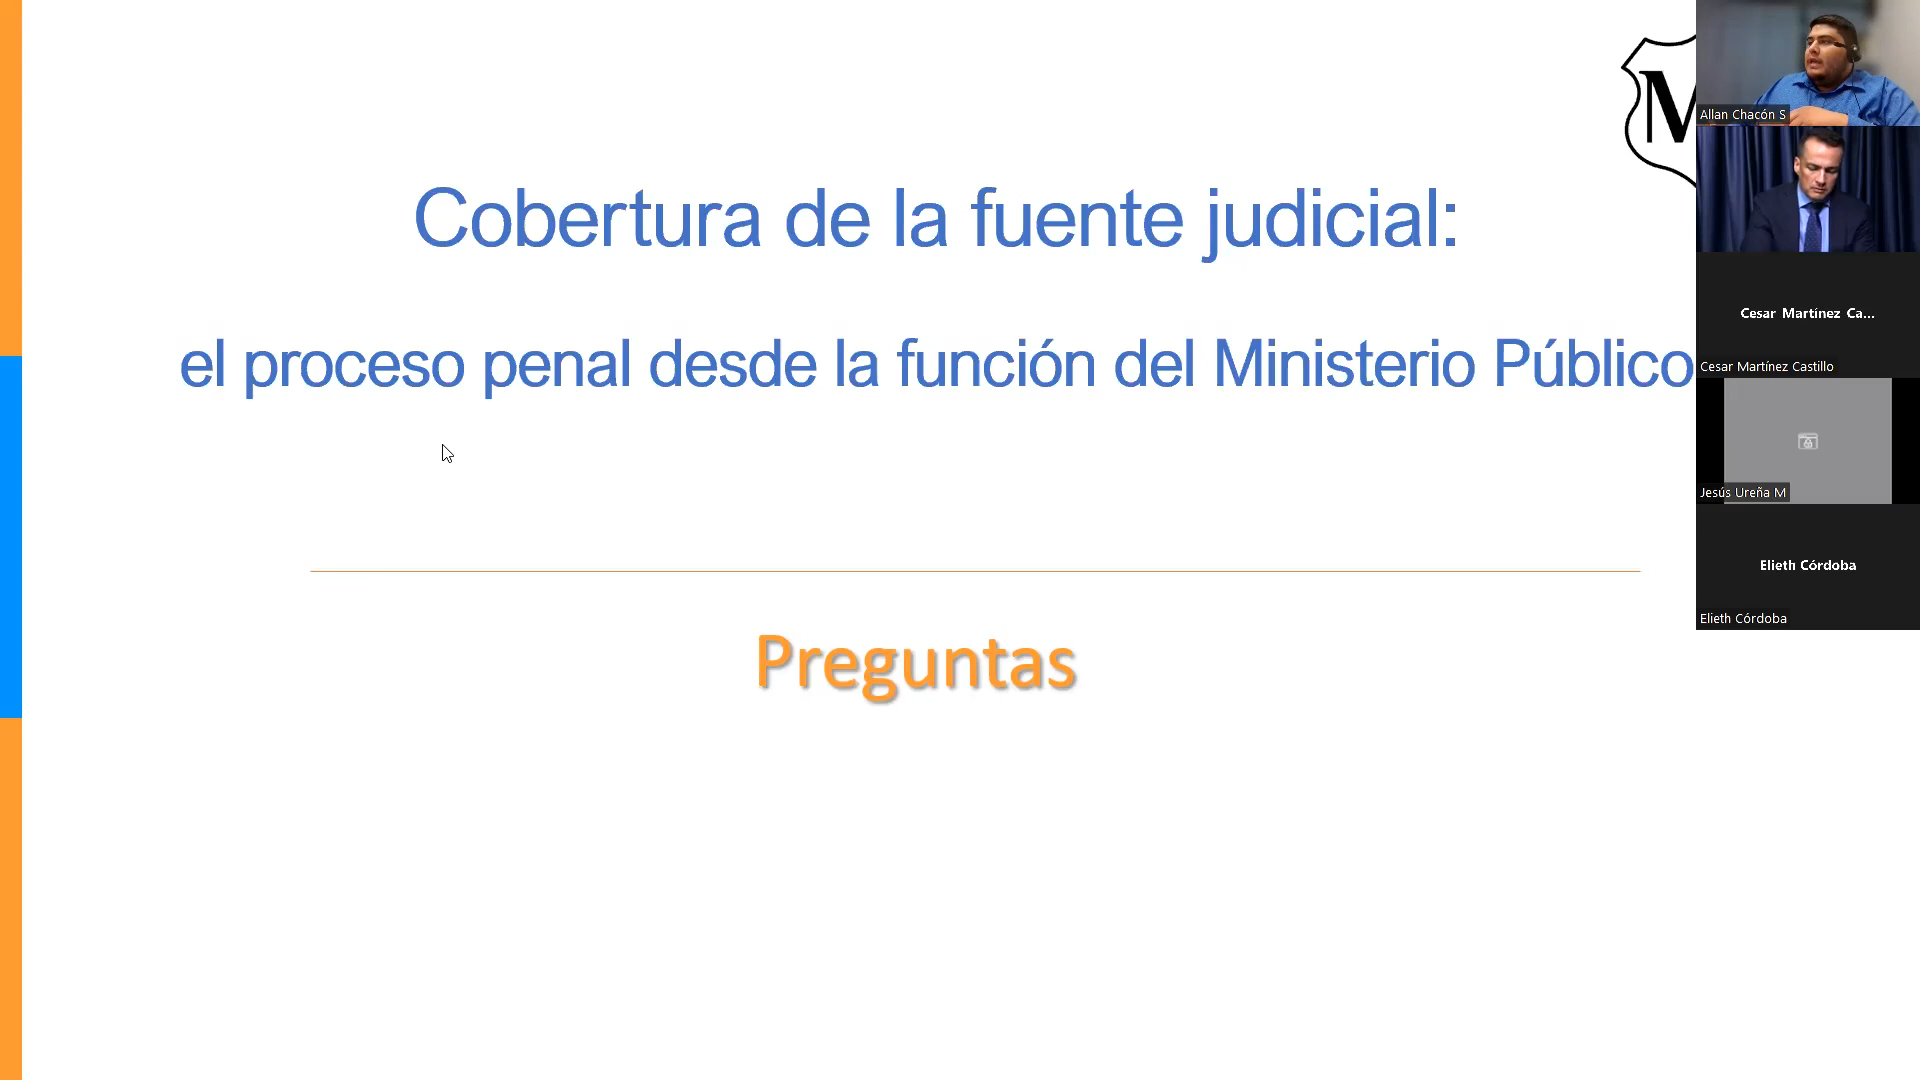 Cobertura de la fuente judicial:
el proceso penal desde la función del Ministerio Público
Preguntas
M
Allan Chacón S
Cesar Martínez Ca...
Cesar Martínez Castillo
Jesús Ureña M
Elieth Córdoba
Elieth Córdoba